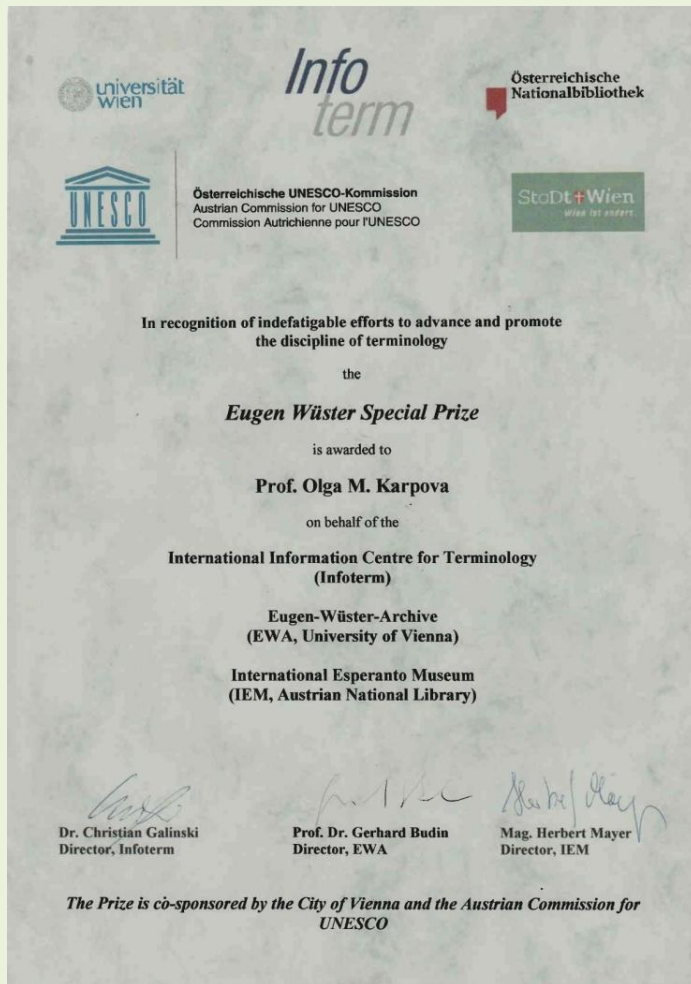 universität
wien
Info
term
Österreichische
Nationalbibliothek
UNESCO
Österreichische UNESCO-Kommission
Austrian Commission for UNESCO
Commission Autrichienne pour l'UNESCO
StaDt Wien
Wien ist anders.
In recognition of indefatigable efforts to advance and promote
the discipline of terminology
the
Eugen Wüster Special Prize
is awarded to
Prof. Olga M. Karpova
on behalf of the
International Information Centre for Terminology
(Infoterm)
Eugen-Wüster-Archive
(EWA, University of Vienna)
International Esperanto Museum
(IEM, Austrian National Library)
Dr. Christian Galinski
Director, Infoterm
Prof. Dr. Gerhard Budin
Director, EWA
Mag. Herbert Mayer
Director, IEM
The Prize is co-sponsored by the City of Vienna and the Austrian Commission for
UNESCO